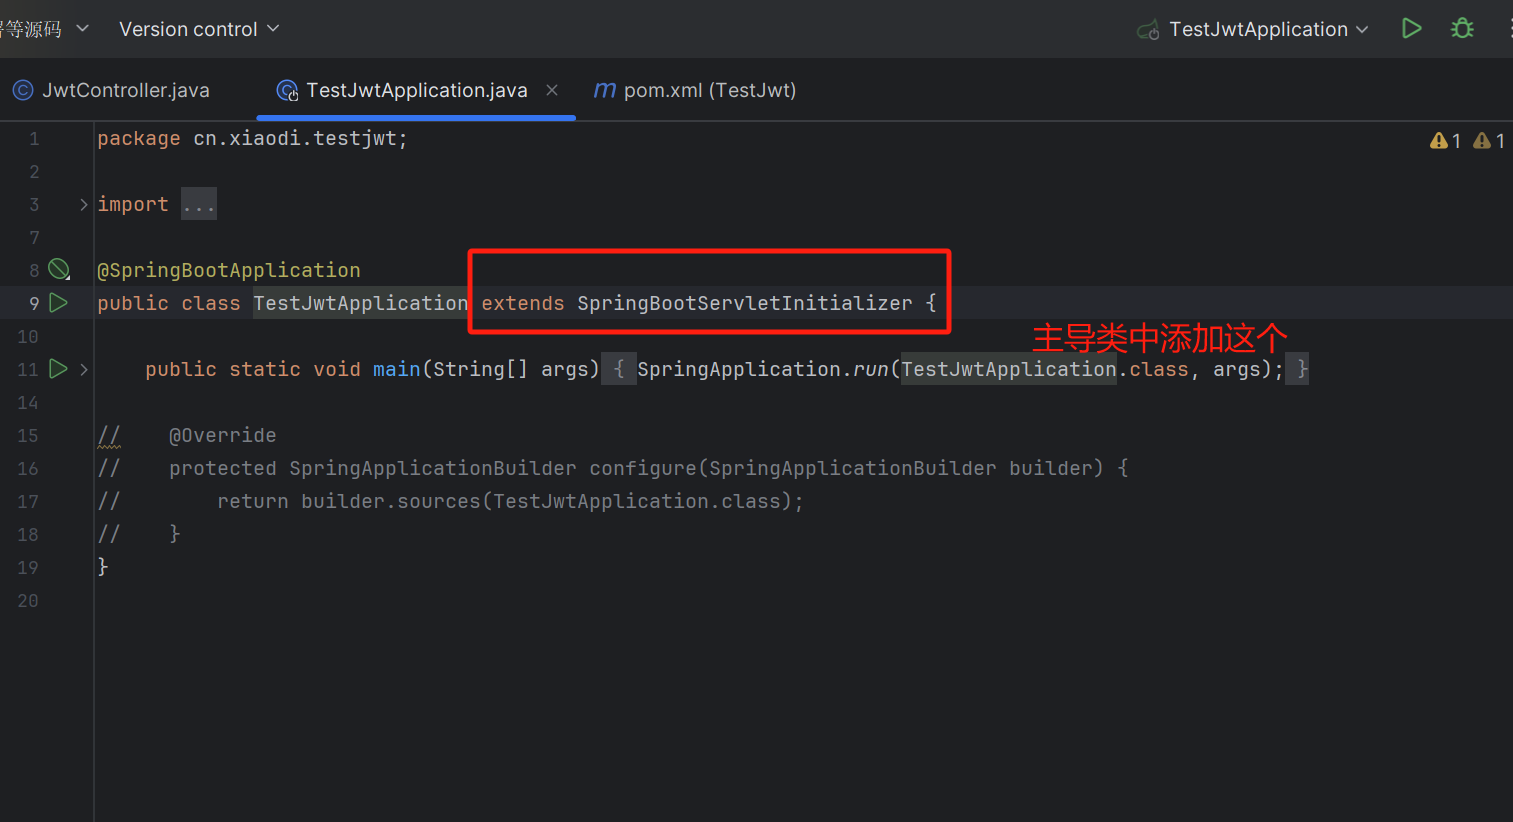 等源码 Version control TestJwtApplication
JwtController.java TestJwtApplication.java pom.xml (TestJwt)
1 package cn.xiaodi.testjwt; 1 1
2
3 import ...
7
8 @SpringBootApplication
9 public class TestJwtApplication extends SpringBootServletInitializer {
10
主导类中添加这个
11 public static void main(String[] args) { SpringApplication.run(TestJwtApplication.class, args); }
14
15 // @Override
16 // protected SpringApplicationBuilder configure(SpringApplicationBuilder builder) {
17 // return builder.sources(TestJwtApplication.class);
18 // }
19 }
20